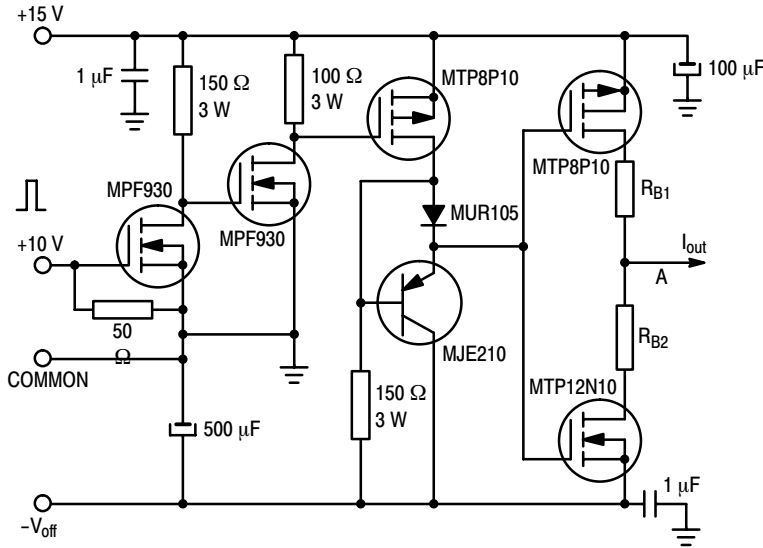 +15 V
1 μF
150 Ω
3 W
100 Ω
3 W
MTP8P10
100 μF
MTP8P10
MPF930
MPF930
MUR105
R_B1
+10 V
I_out
A
50
Ω
MJE210
R_B2
COMMON
MTP12N10
500 μF
150 Ω
3 W
1 μF
–V_off